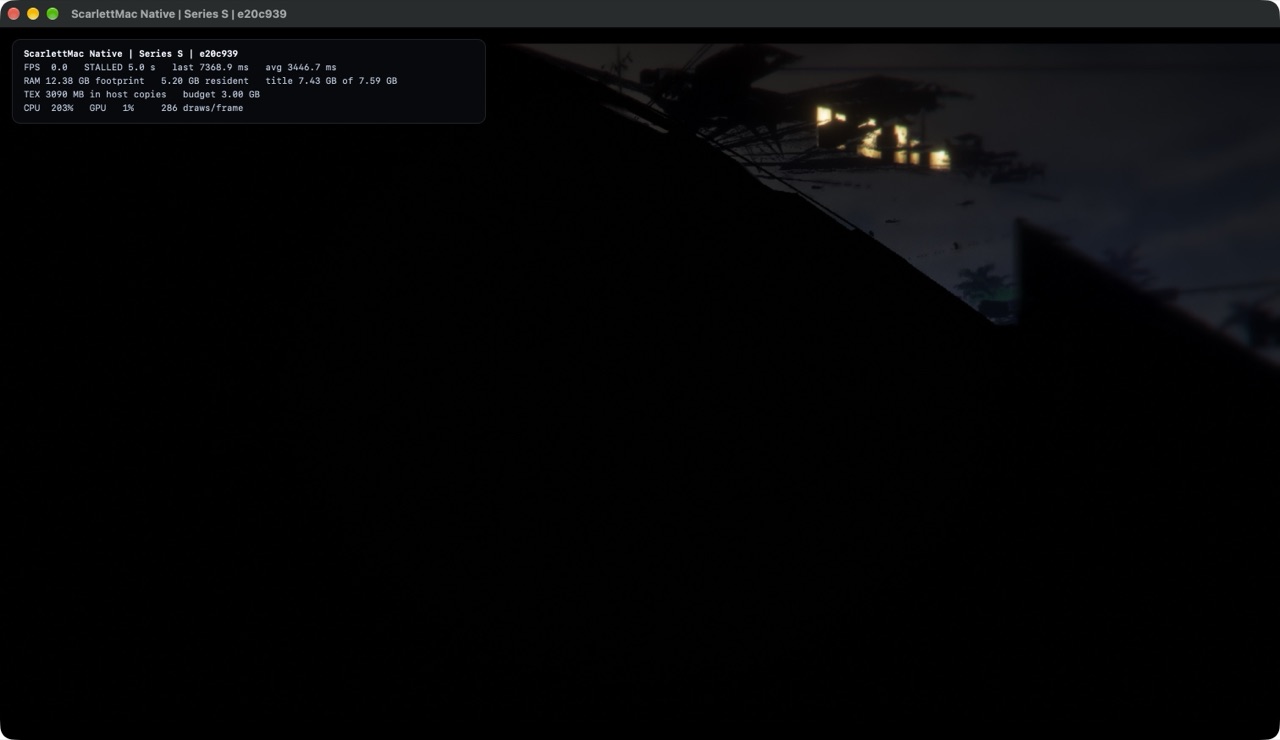 ScarlettMac Native | Series S | e20c939
ScarlettMac Native | Series S | e20c939
FPS 0.0 STALLED 5.0 s last 7368.9 ms avg 3446.7 ms
RAM 12.38 GB footprint 5.20 GB resident title 7.43 GB of 7.59 GB
TEX 3090 MB in host copies budget 3.00 GB
CPU 203% GPU 1% 286 draws/frame